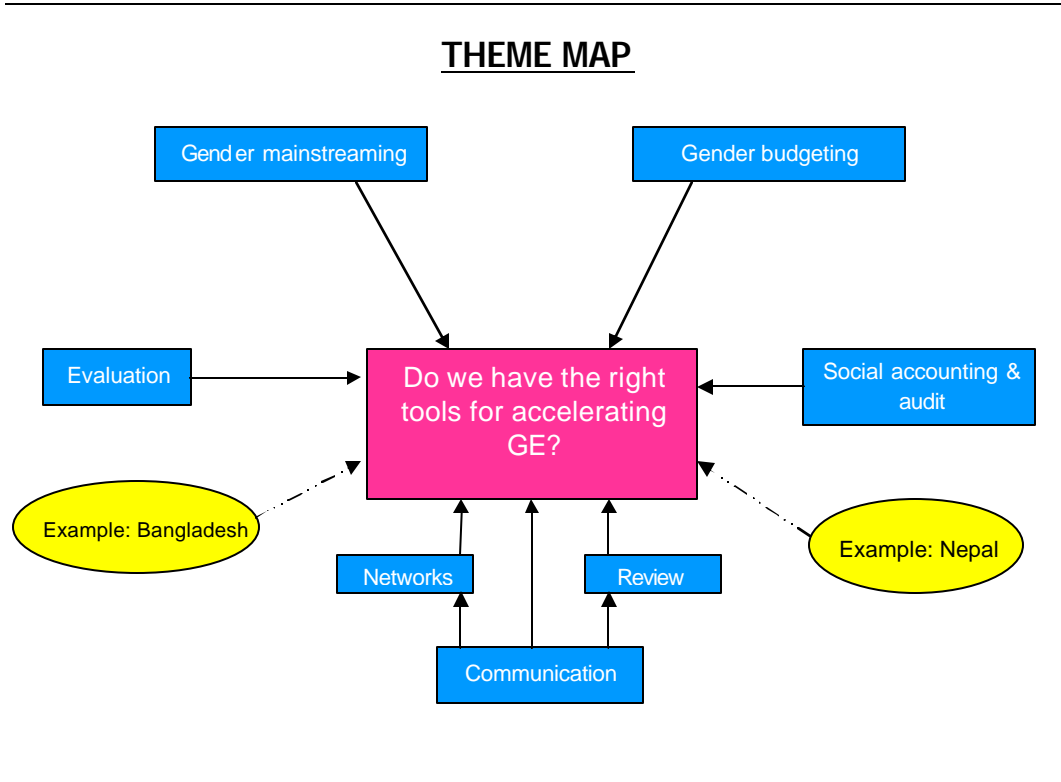 THEME MAP
Gender mainstreaming
Gender budgeting
Evaluation
Do we have the right
tools for accelerating
GE?
Social accounting &
audit
Example: Bangladesh
Example: Nepal
Networks
Review
Communication